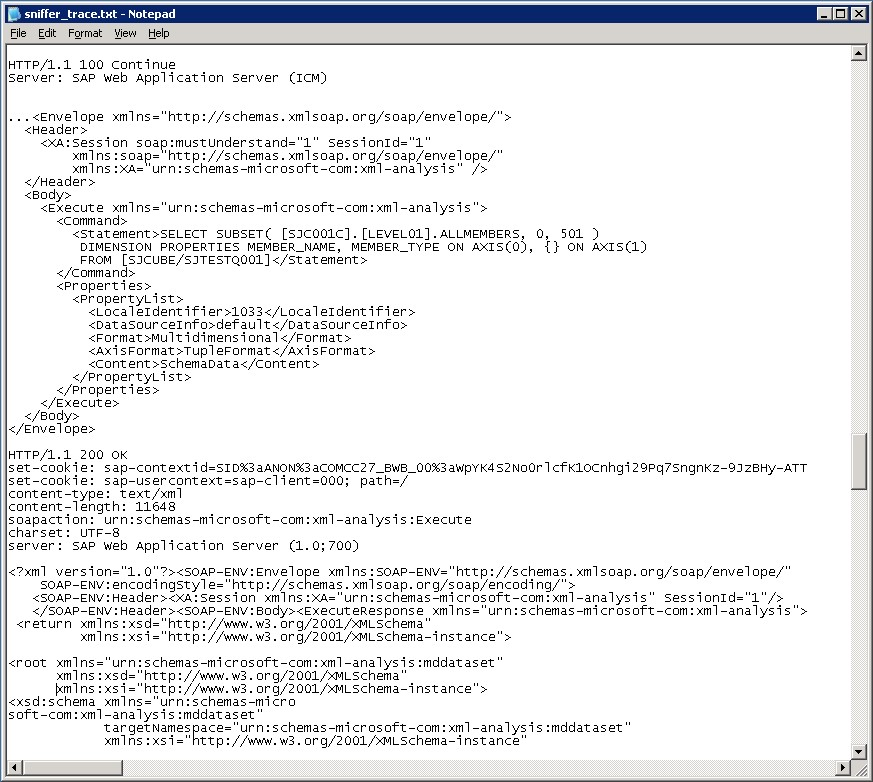 sniffer_trace.txt - Notepad
File Edit Format View Help
HTTP/1.1 100 Continue
Server: SAP Web Application Server (ICM)
...<Envelope xmlns="http://schemas.xmlsoap.org/soap/envelope/">
<Header>
<XA:Session soap:mustUnderstand="1" SessionId="1"
xmlns:soap="http://schemas.xmlsoap.org/soap/envelope/"
xmlns:XA="urn:schemas-microsoft-com:xml-analysis" />
</Header>
<Body>
<Execute xmlns="urn:schemas-microsoft-com:xml-analysis">
<Command>
<Statement>SELECT SUBSET( [SJC001C].[LEVEL01].ALLMEMBERS, 0, 501 )
DIMENSION PROPERTIES MEMBER_NAME, MEMBER_TYPE ON AXIS(0), {} ON AXIS(1)
FROM [SJCUBE/SJTESTQ001]</Statement>
</Command>
<Properties>
<PropertyList>
<LocaleIdentifier>1033</LocaleIdentifier>
<DataSourceInfo>default</DataSourceInfo>
<Format>Multidimensional</Format>
<AxisFormat>TupleFormat</AxisFormat>
<Content>SchemaData</Content>
</PropertyList>
</Properties>
</Execute>
</Body>
</Envelope>
HTTP/1.1 200 OK
set-cookie: sap-contextid=SID%3aANON%3aCOMCC27_BWB_00%3aWpYK4S2No0rlcfK1OCnhgi29Pq7SngnKz-9JzBHy-ATT
set-cookie: sap-usercontext=sap-client=000; path=/
content-type: text/xml
content-length: 11648
soapaction: urn:schemas-microsoft-com:xml-analysis:Execute
charset: UTF-8
server: SAP Web Application Server (1.0;700)
<?xml version="1.0"?><SOAP-ENV:Envelope xmlns:SOAP-ENV="http://schemas.xmlsoap.org/soap/envelope/"
SOAP-ENV:encodingStyle="http://schemas.xmlsoap.org/soap/encoding/">
<SOAP-ENV:Header><XA:Session xmlns:XA="urn:schemas-microsoft-com:xml-analysis" SessionId="1"/>
</SOAP-ENV:Header><SOAP-ENV:Body><ExecuteResponse xmlns="urn:schemas-microsoft-com:xml-analysis">
<return xmlns:xsd="http://www.w3.org/2001/XMLSchema"
xmlns:xsi="http://www.w3.org/2001/XMLSchema-instance">
<root xmlns="urn:schemas-microsoft-com:xml-analysis:mddataset"
xmlns:xsd="http://www.w3.org/2001/XMLSchema"
xmlns:xsi="http://www.w3.org/2001/XMLSchema-instance">
<xsd:schema xmlns="urn:schemas-micro
soft-com:xml-analysis:mddataset"
targetNamespace="urn:schemas-microsoft-com:xml-analysis:mddataset"
xmlns:xsi="http://www.w3.org/2001/XMLSchema-instance"